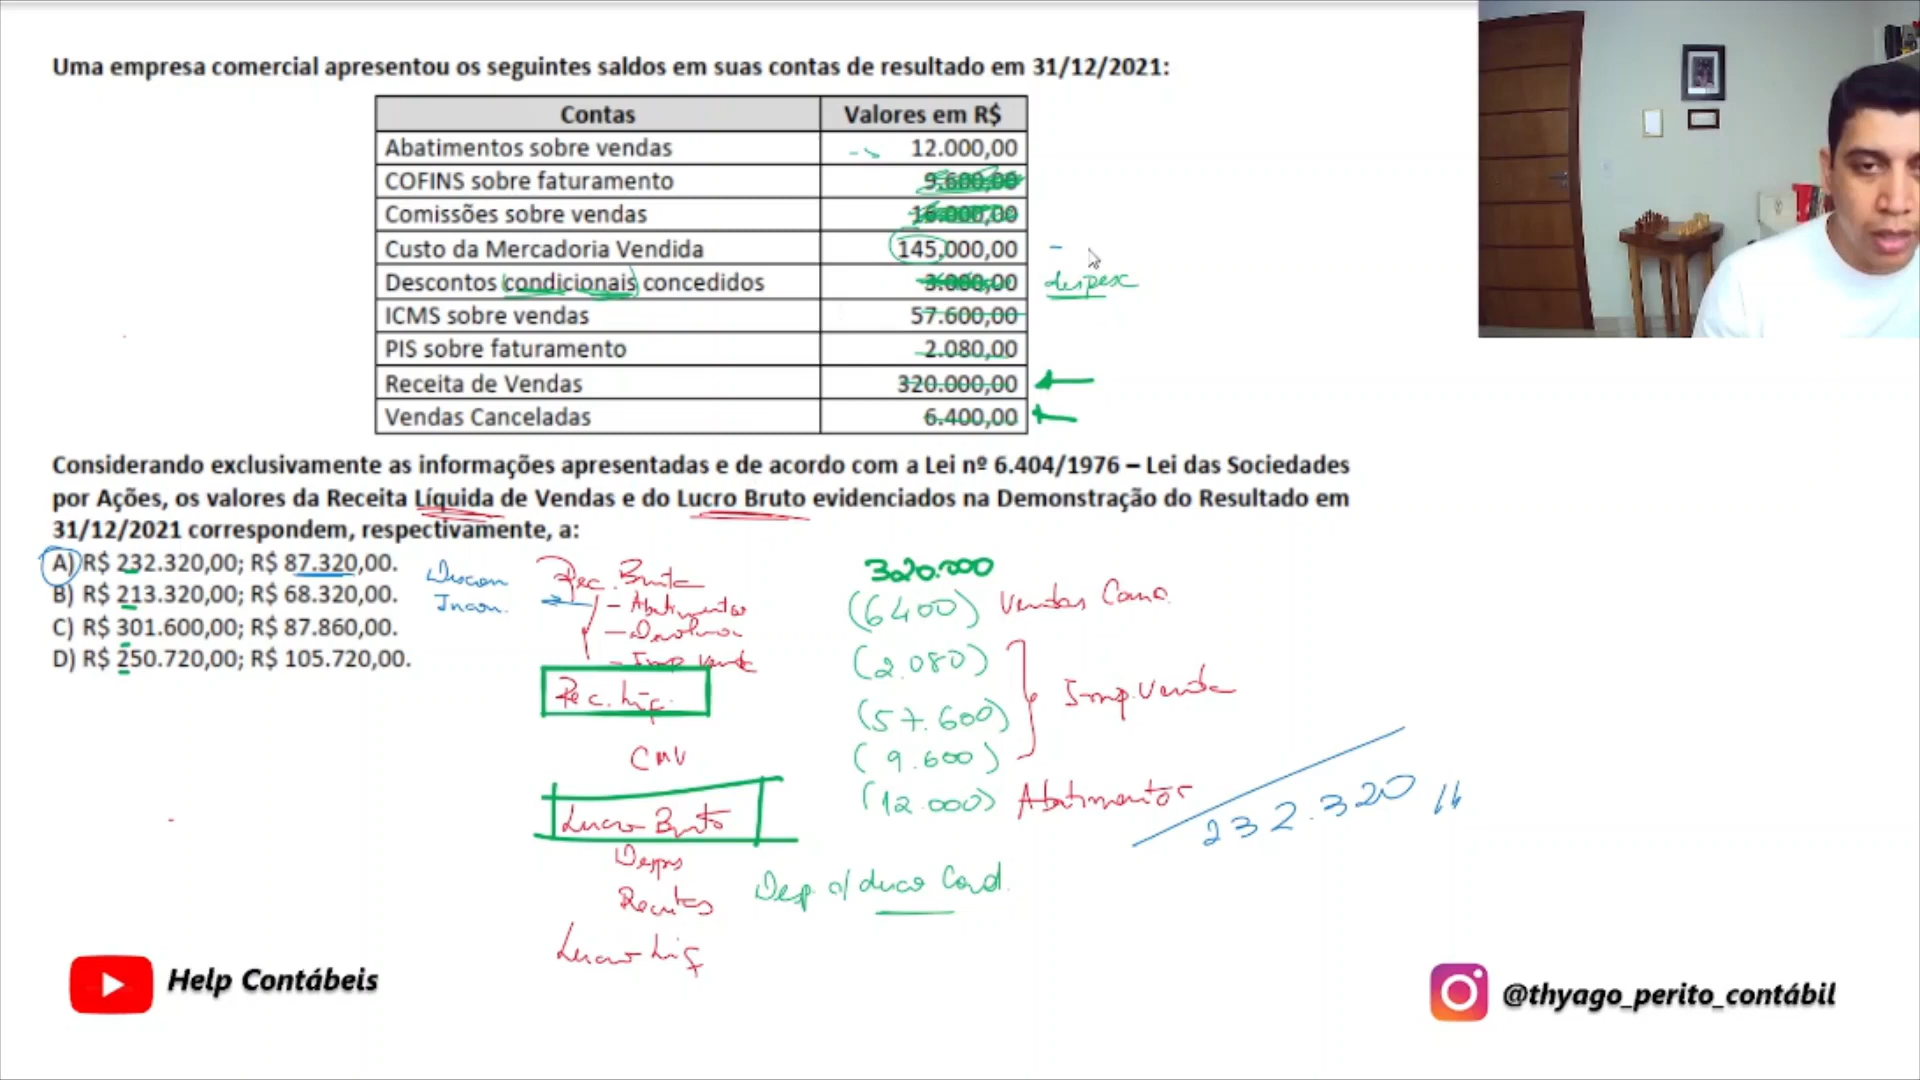 Uma empresa comercial apresentou os seguintes saldos em suas contas de resultado em 31/12/2021:
Contas Valores em R$
Abatimentos sobre vendas 12.000,00
COFINS sobre faturamento 9.600,00
Comissões sobre vendas 16.000,00
Custo da Mercadoria Vendida 145.000,00 -
Descontos condicionais concedidos 3.000,00
ICMS sobre vendas 57.600,00
PIS sobre faturamento 2.080,00
Receita de Vendas 320.000,00
Vendas Canceladas 6.400,00
Considerando exclusivamente as informações apresentadas e de acordo com a Lei nº 6.404/1976 – Lei das Sociedades
por Ações, os valores da Receita Líquida de Vendas e do Lucro Bruto evidenciados na Demonstração do Resultado em
31/12/2021 correspondem, respectivamente, a:
A) R$ 232.320,00; R$ 87.320,00.
B) R$ 213.320,00; R$ 68.320,00.
C) R$ 301.600,00; R$ 87.860,00.
D) R$ 250.720,00; R$ 105.720,00.
Incon.
Rec. Bruta
- Abatimentos
Rec. Líq.
CMV
Lucro Bruto
Receitas
Lucro Líq
320.000
(6400) Vendas Canc.
(2.080)
(57.600) Imp. Venda
(9.600)
(12.000) Abatimentos
232.320
Desp. c/ desco Cond.
Help Contábeis
@thyago_perito_contábil